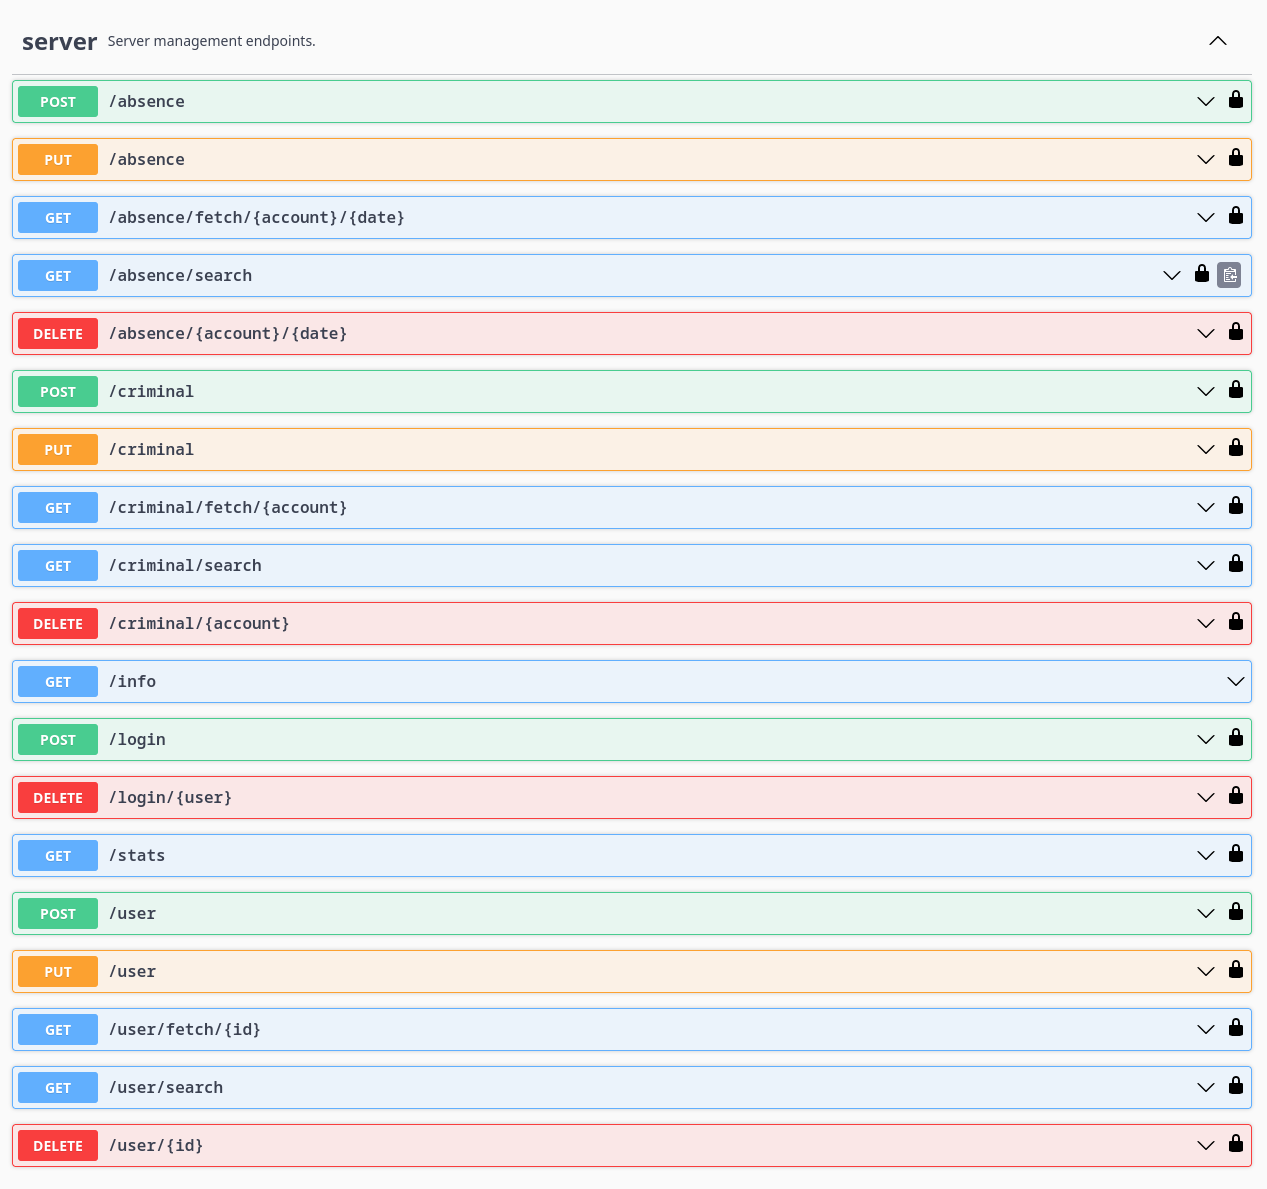 server Server management endpoints.
POST /absence
PUT /absence
GET /absence/fetch/{account}/{date}
GET /absence/search
DELETE /absence/{account}/{date}
POST /criminal
PUT /criminal
GET /criminal/fetch/{account}
GET /criminal/search
DELETE /criminal/{account}
GET /info
POST /login
DELETE /login/{user}
GET /stats
POST /user
PUT /user
GET /user/fetch/{id}
GET /user/search
DELETE /user/{id}